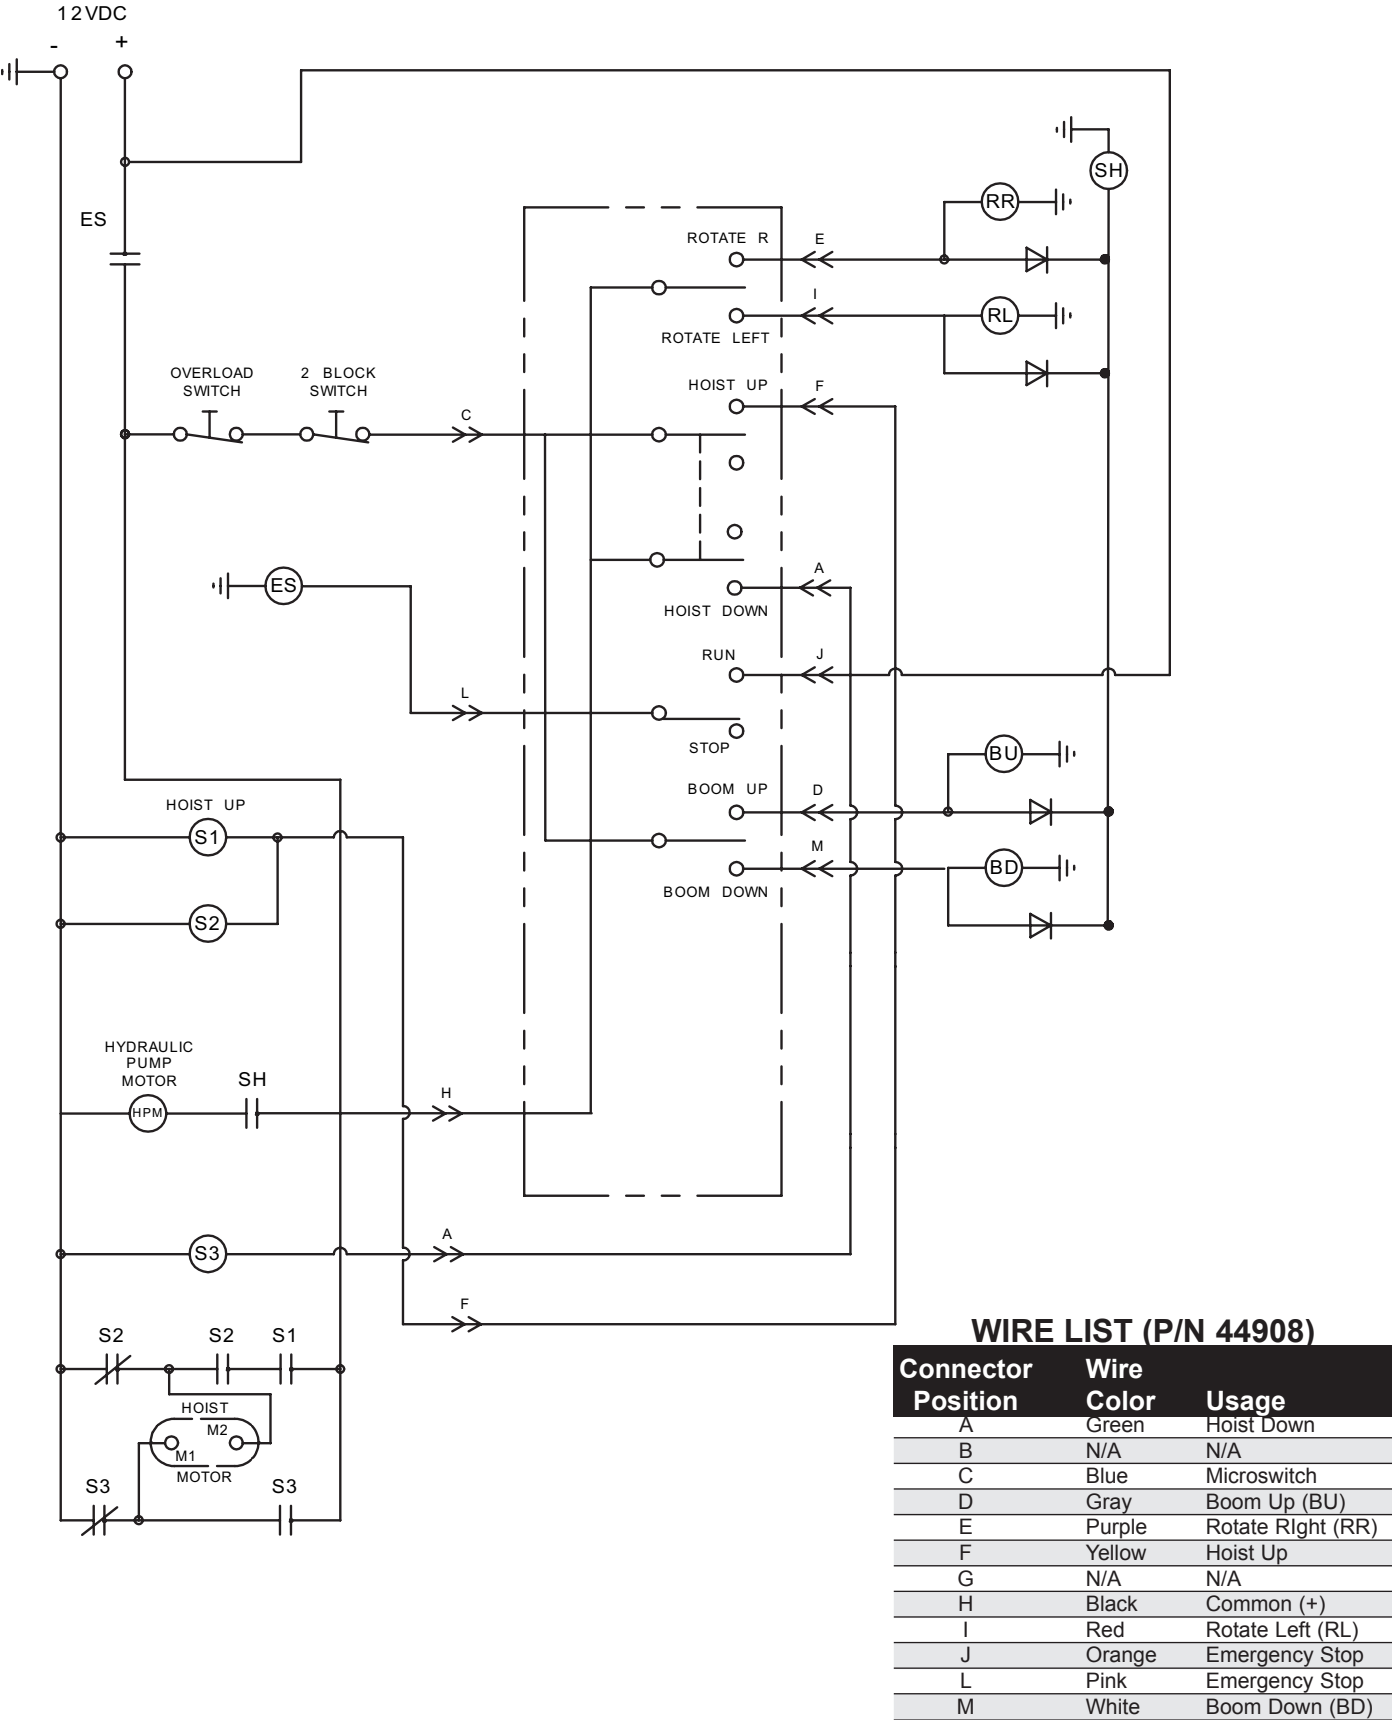 12VDC
- +
ES
SH
RR
ROTATE R
E
I
RL
ROTATE LEFT
OVERLOAD
SWITCH
2 BLOCK
SWITCH
HOIST UP
F
C
ES
A
HOIST DOWN
RUN
J
L
STOP
BU
BOOM UP
D
HOIST UP
S1
M
BD
BOOM DOWN
S2
HYDRAULIC
PUMP
MOTOR
HPM
SH
H
A
S3
F
S2
S2
S1
HOIST
M2
M1
MOTOR
S3
S3
WIRE LIST (P/N 44908)
Connector Position Wire Color Usage
A Green Hoist Down
B N/A N/A
C Blue Microswitch
D Gray Boom Up (BU)
E Purple Rotate RIght (RR)
F Yellow Hoist Up
G N/A N/A
H Black Common (+)
I Red Rotate Left (RL)
J Orange Emergency Stop
L Pink Emergency Stop
M White Boom Down (BD)